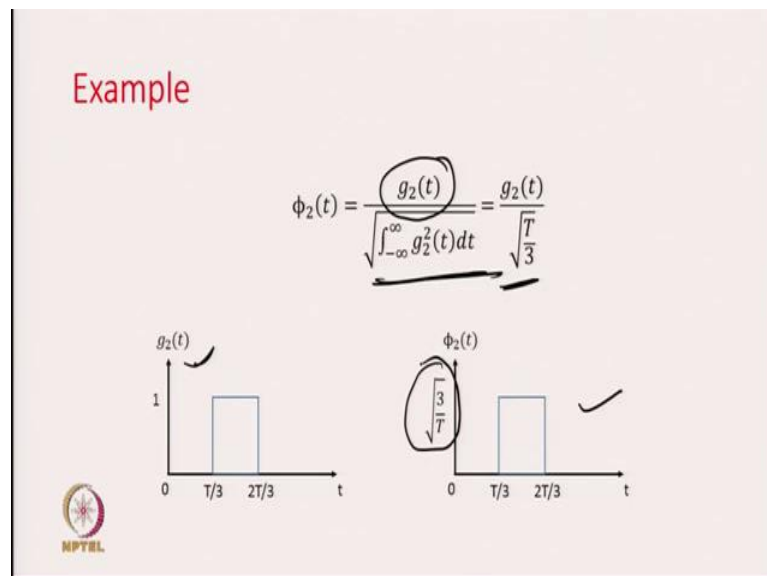 Example
ϕ₂(t) = g₂(t) / √(∫_{-∞}^{∞} g₂²(t)dt) = g₂(t) / √(T/3)
g₂(t)
1
0 T/3 2T/3 t
ϕ₂(t)
√(3/T)
0 T/3 2T/3 t
NPTEL